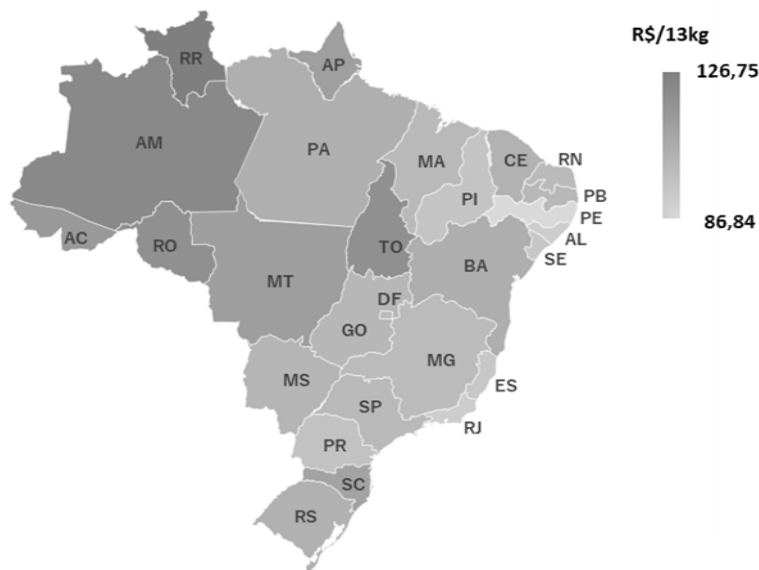 R$/13kg
126,75
86,84
RR
AP
AM
PA
MA
CE
RN
PI
PB
PE
AL
SE
AC
RO
TO
BA
MT
DF
GO
MG
MS
ES
SP
RJ
PR
SC
RS